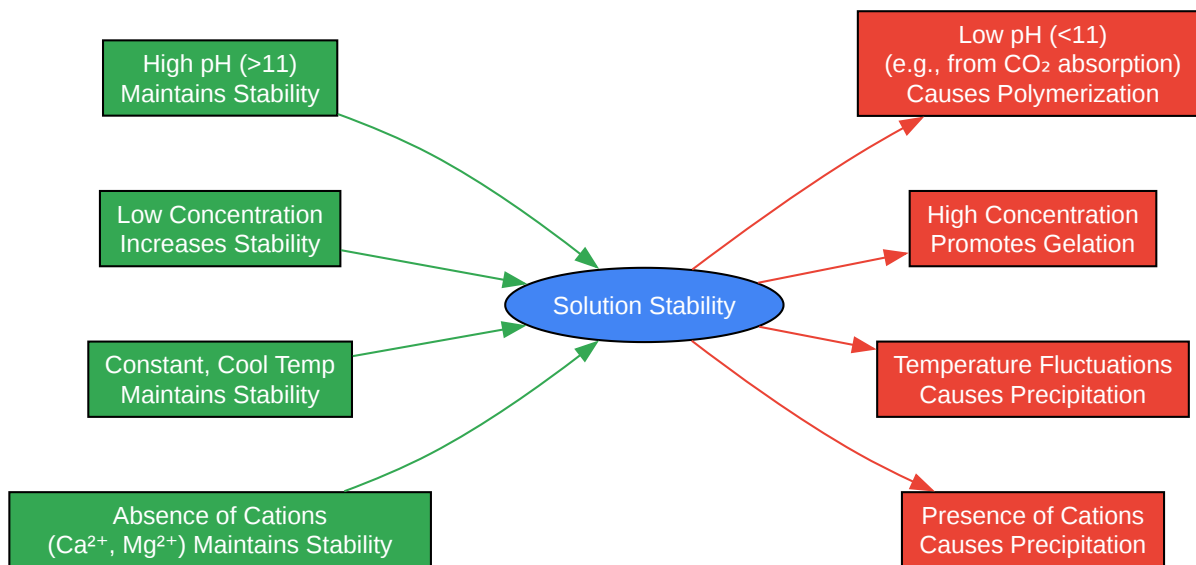 High pH (>11)
Maintains Stability
Low Concentration
Increases Stability
Constant, Cool Temp
Maintains Stability
Absence of Cations
(Ca²⁺, Mg²⁺) Maintains Stability
Solution Stability
Low pH (<11)
(e.g., from CO₂ absorption)
Causes Polymerization
High Concentration
Promotes Gelation
Temperature Fluctuations
Causes Precipitation
Presence of Cations
Causes Precipitation